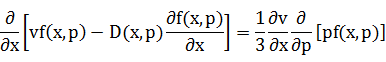 ∂/∂x [vf(x,p) − D(x,p) ∂f(x,p)/∂x] = 1/3 ∂v/∂x ∂/∂p [pf(x,p)]